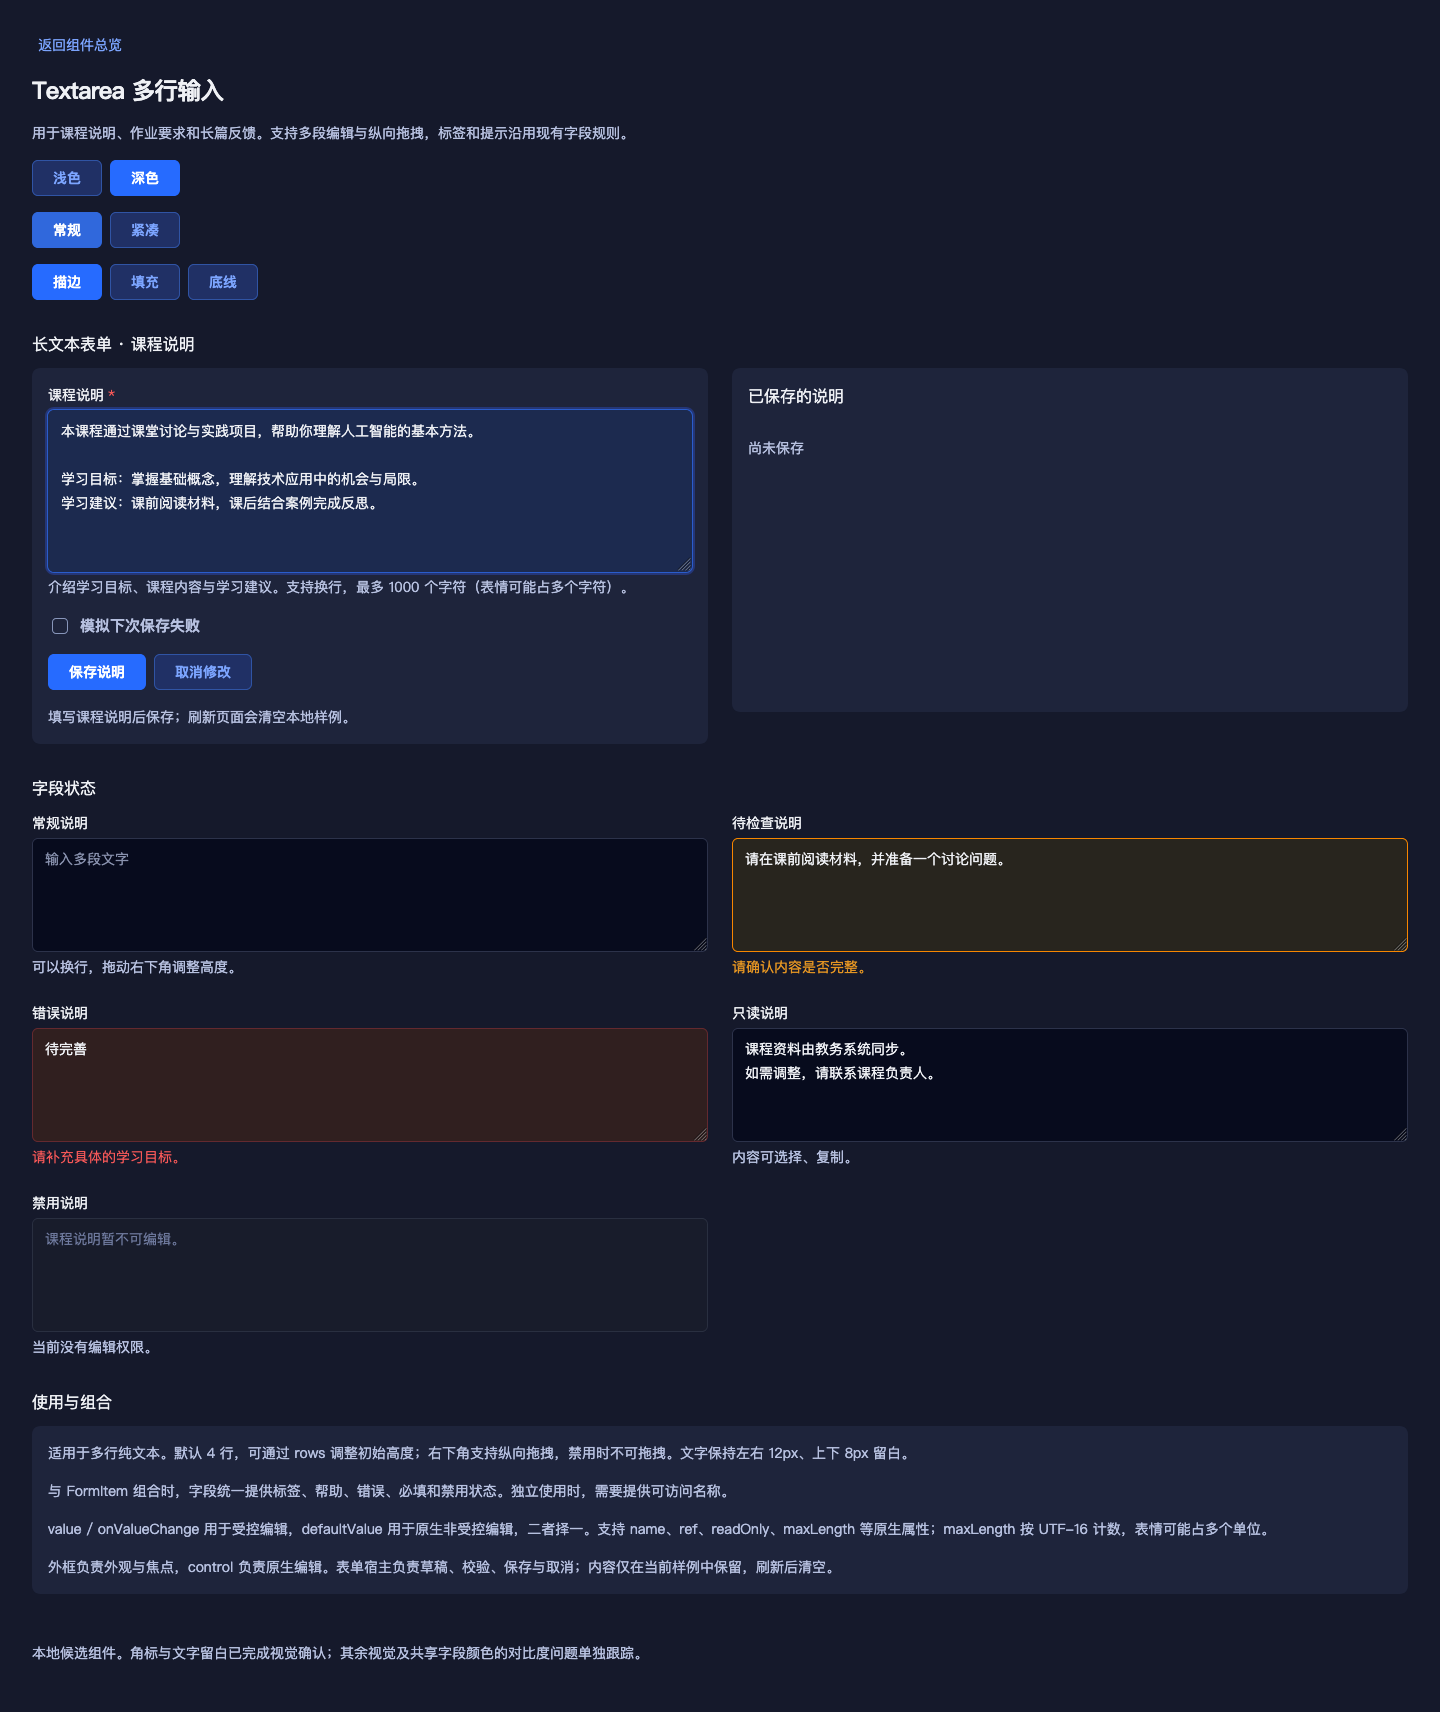 返回组件总览
Textarea 多行输入
用于课程说明、作业要求和长篇反馈。支持多段编辑与纵向拖拽，标签和提示沿用现有字段规则。
浅色 深色
常规 紧凑
描边 填充 底线
长文本表单 · 课程说明
课程说明 *
本课程通过课堂讨论与实践项目，帮助你理解人工智能的基本方法。
学习目标：掌握基础概念，理解技术应用中的机会与局限。
学习建议：课前阅读材料，课后结合案例完成反思。
介绍学习目标、课程内容与学习建议。支持换行，最多 1000 个字符（表情可能占多个字符）。
模拟下次保存失败
保存说明 取消修改
填写课程说明后保存；刷新页面会清空本地样例。
已保存的说明
尚未保存
字段状态
常规说明
输入多段文字
可以换行，拖动右下角调整高度。
待检查说明
请在课前阅读材料，并准备一个讨论问题。
请确认内容是否完整。
错误说明
待完善
请补充具体的学习目标。
只读说明
课程资料由教务系统同步。
如需调整，请联系课程负责人。
内容可选择、复制。
禁用说明
课程说明暂不可编辑。
当前没有编辑权限。
使用与组合
适用于多行纯文本。默认 4 行，可通过 rows 调整初始高度；右下角支持纵向拖拽，禁用时不可拖拽。文字保持左右 12px、上下 8px 留白。
与 FormItem 组合时，字段统一提供标签、帮助、错误、必填和禁用状态。独立使用时，需要提供可访问名称。
value / onValueChange 用于受控编辑，defaultValue 用于原生非受控编辑，二者择一。支持 name、ref、readOnly、maxLength 等原生属性；maxLength 按 UTF-16 计数，表情可能占多个单位。
外框负责外观与焦点，control 负责原生编辑。表单宿主负责草稿、校验、保存与取消；内容仅在当前样例中保留，刷新后清空。
本地候选组件。角标与文字留白已完成视觉确认；其余视觉及共享字段颜色的对比度问题单独跟踪。